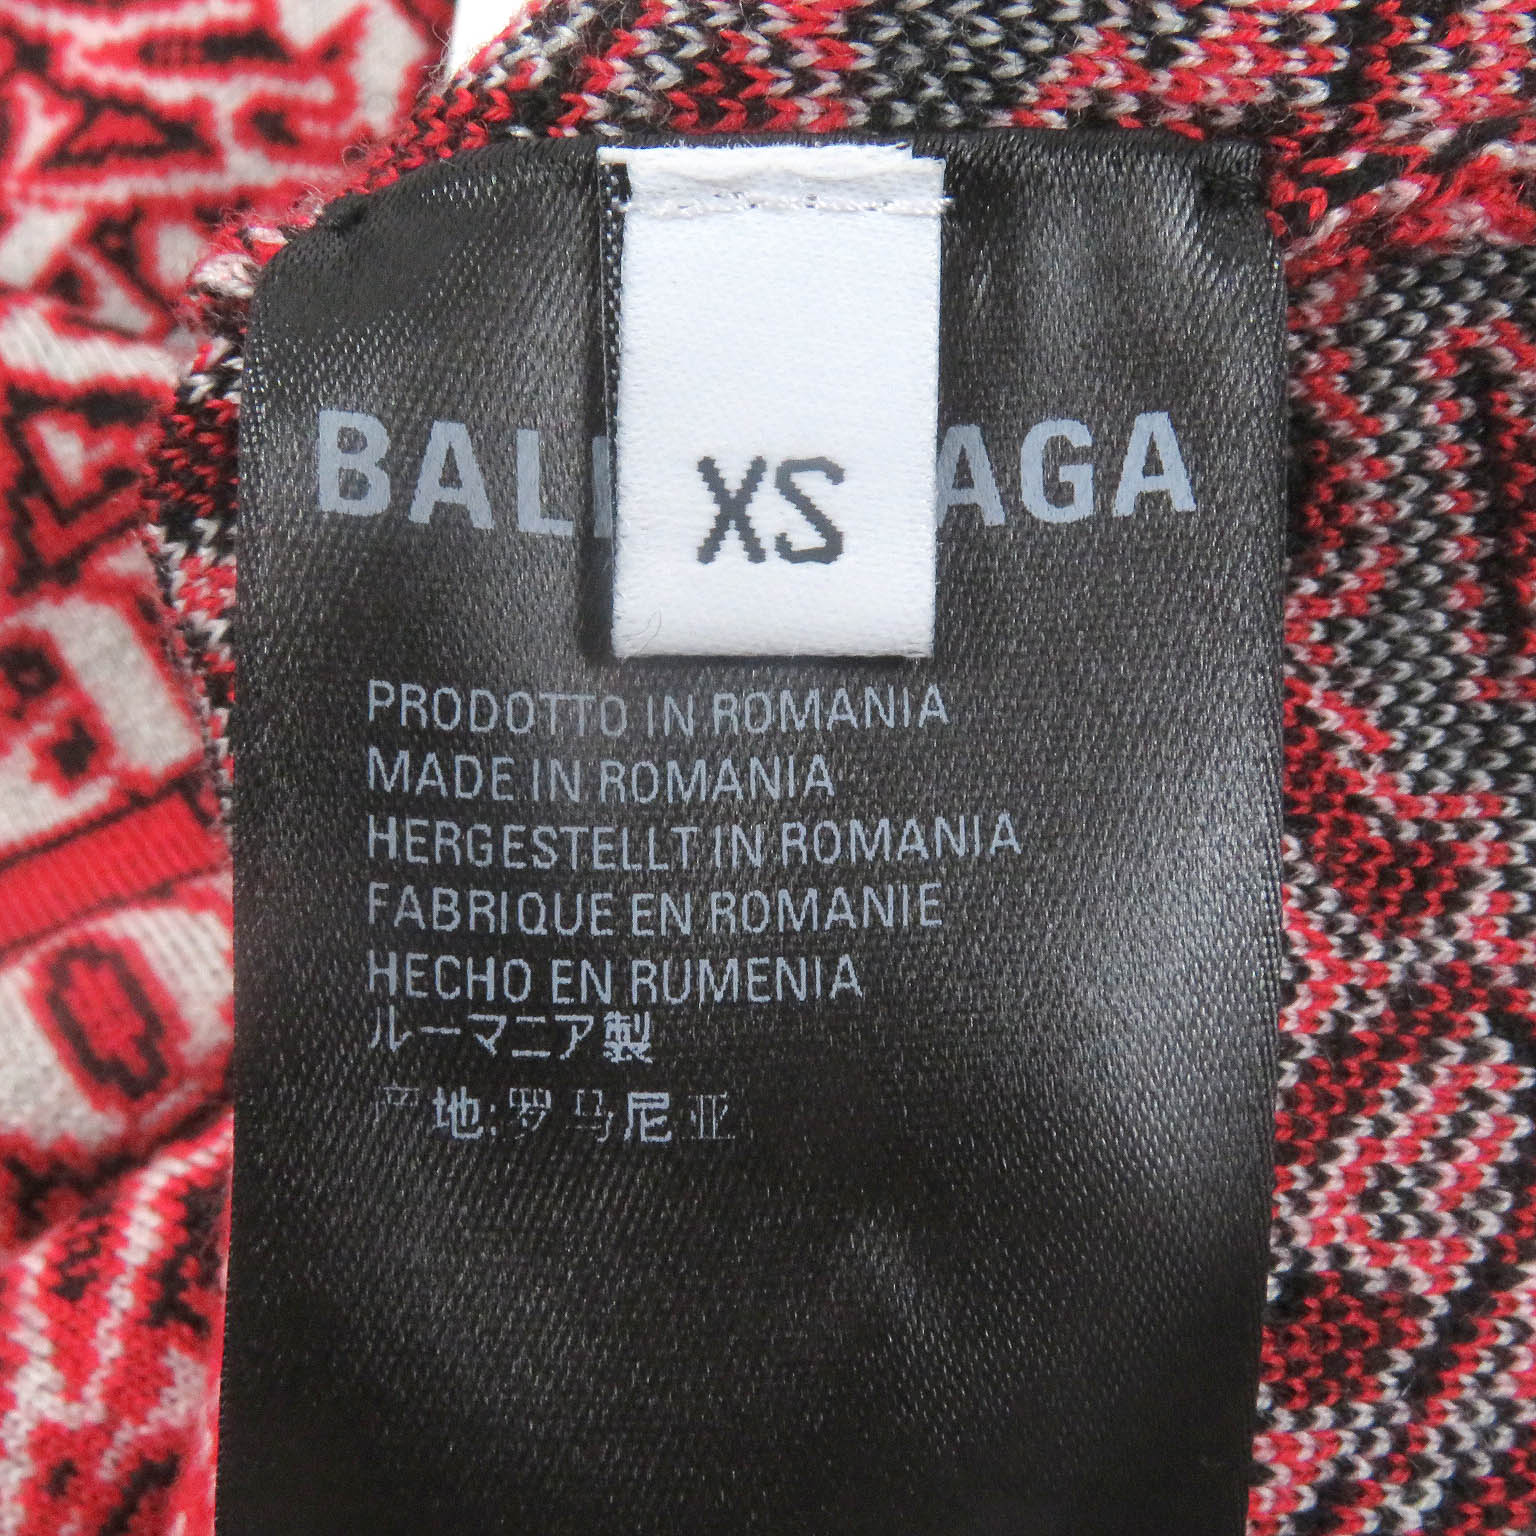 BAL AGA
XS
PRODOTTO IN ROMANIA
MADE IN ROMANIA
HERGESTELLT IN ROMANIA
FABRIQUE EN ROMANIE
HECHO EN RUMENIA
ルーマニア製
产地:罗马尼亚